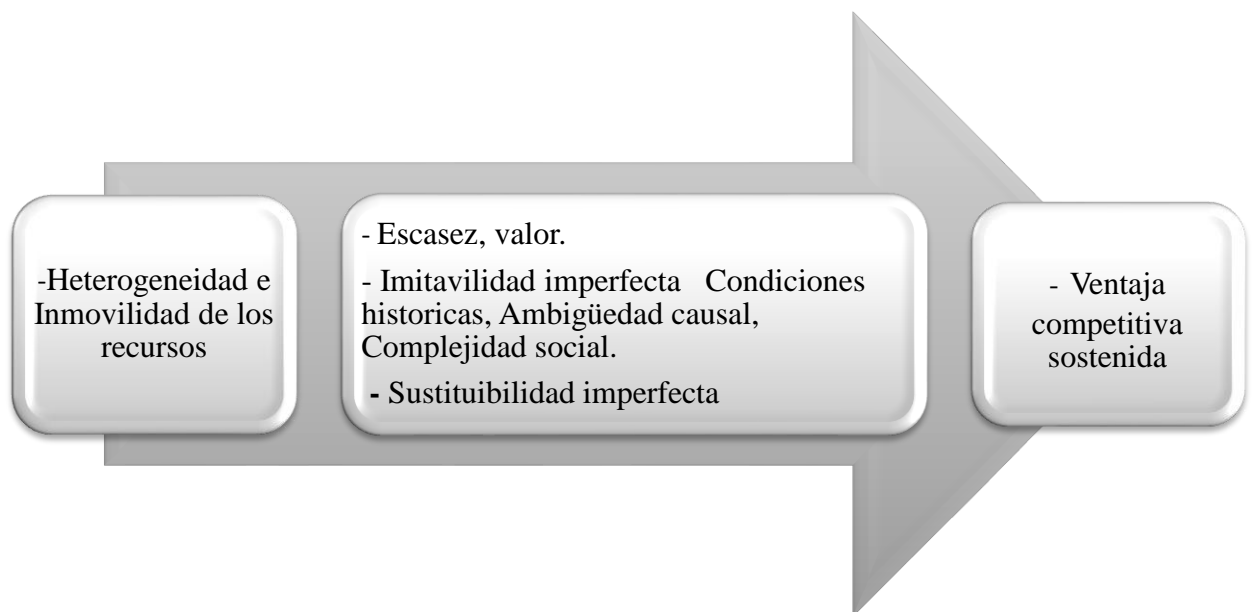 -Heterogeneidad e
Inmovilidad de los
recursos
- Escasez, valor.
- Imitavilidad imperfecta   Condiciones
historicas, Ambigüedad causal,
Complejidad social.
- Sustituibilidad imperfecta
- Ventaja
competitiva
sostenida